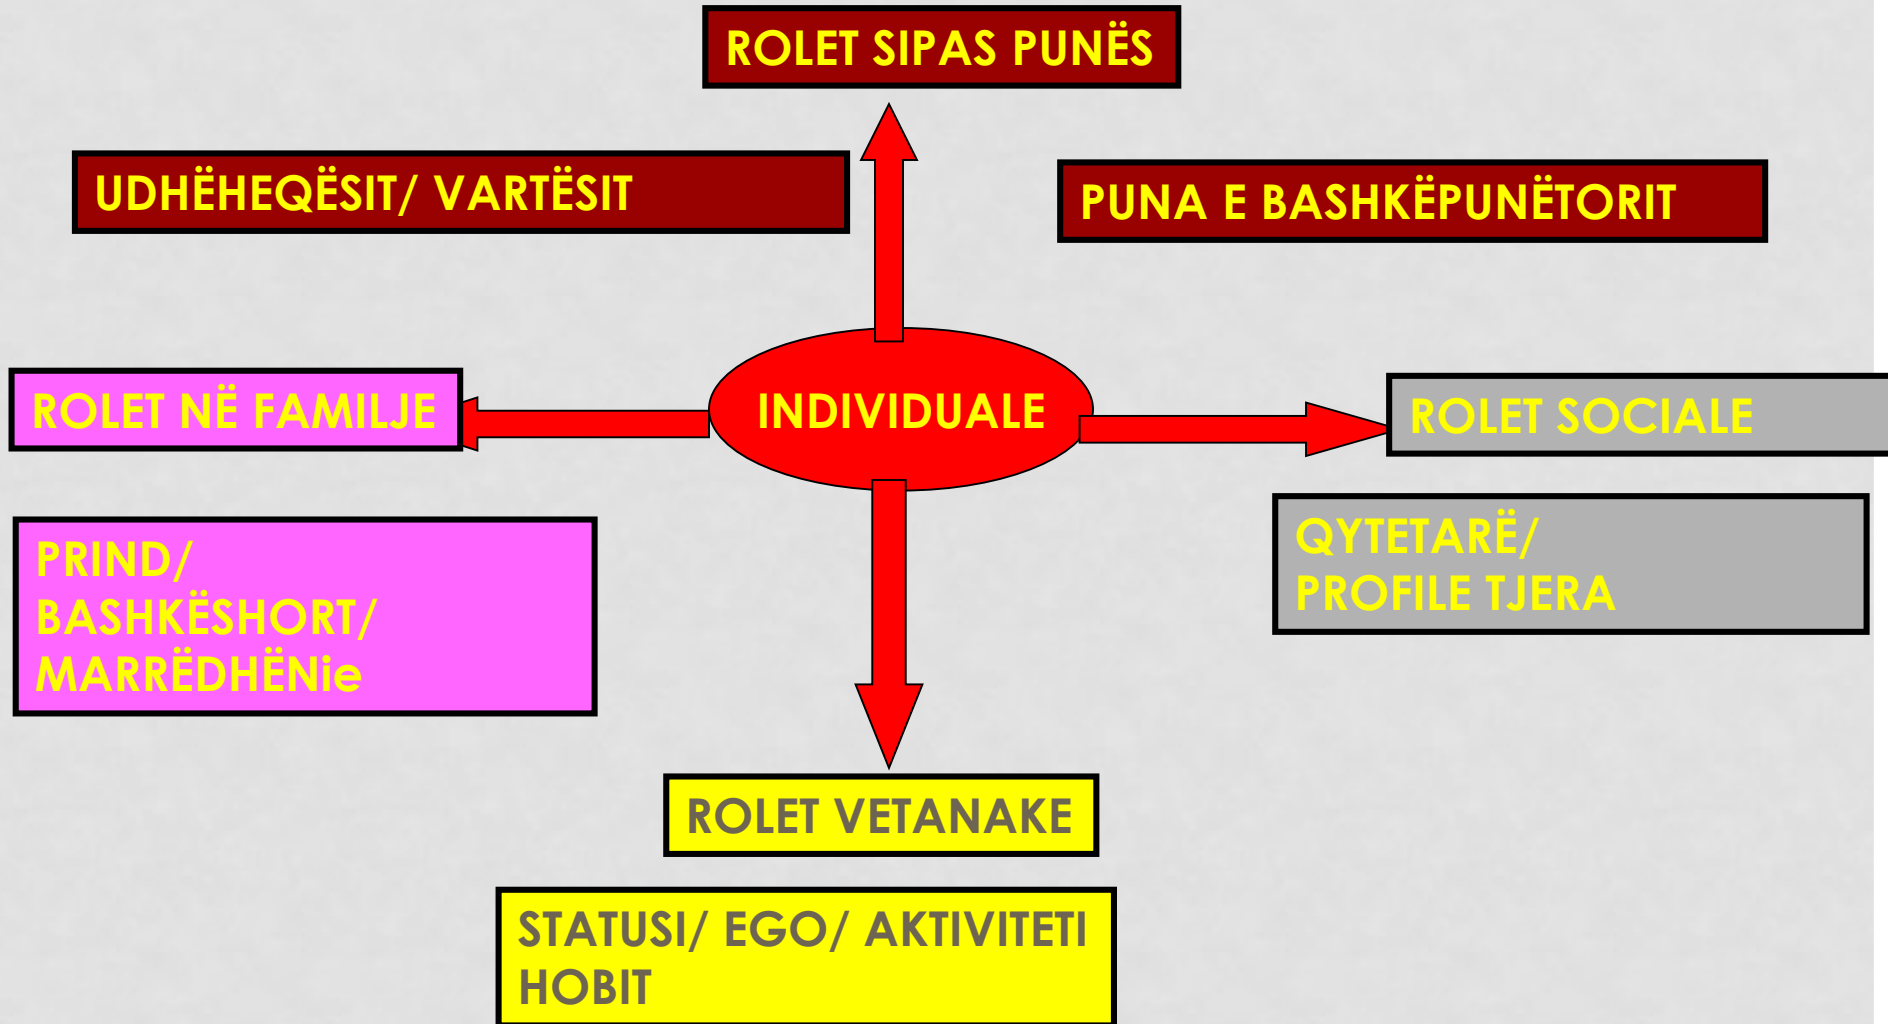 ROLET SIPAS PUNËS
UDHËHEQËSIT/ VARTËSIT
PUNA E BASHKËPUNËTORIT
ROLET NË FAMILJE
INDIVIDUALE
ROLET SOCIALE
PRIND/
BASHKËSHORT/
MARRËDHËNie
QYTETARË/
PROFILE TJERA
ROLET VETANAKE
STATUSI/ EGO/ AKTIVITETI
HOBIT